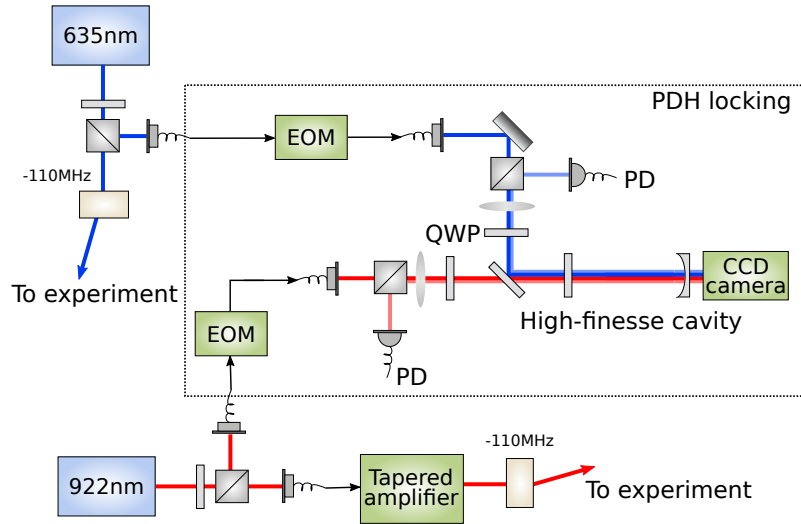 635nm
PDH locking
EOM
-110MHz
PD
QWP
To experiment
CCD
camera
EOM
High-finesse cavity
PD
-110MHz
922nm
Tapered
amplifier
To experiment